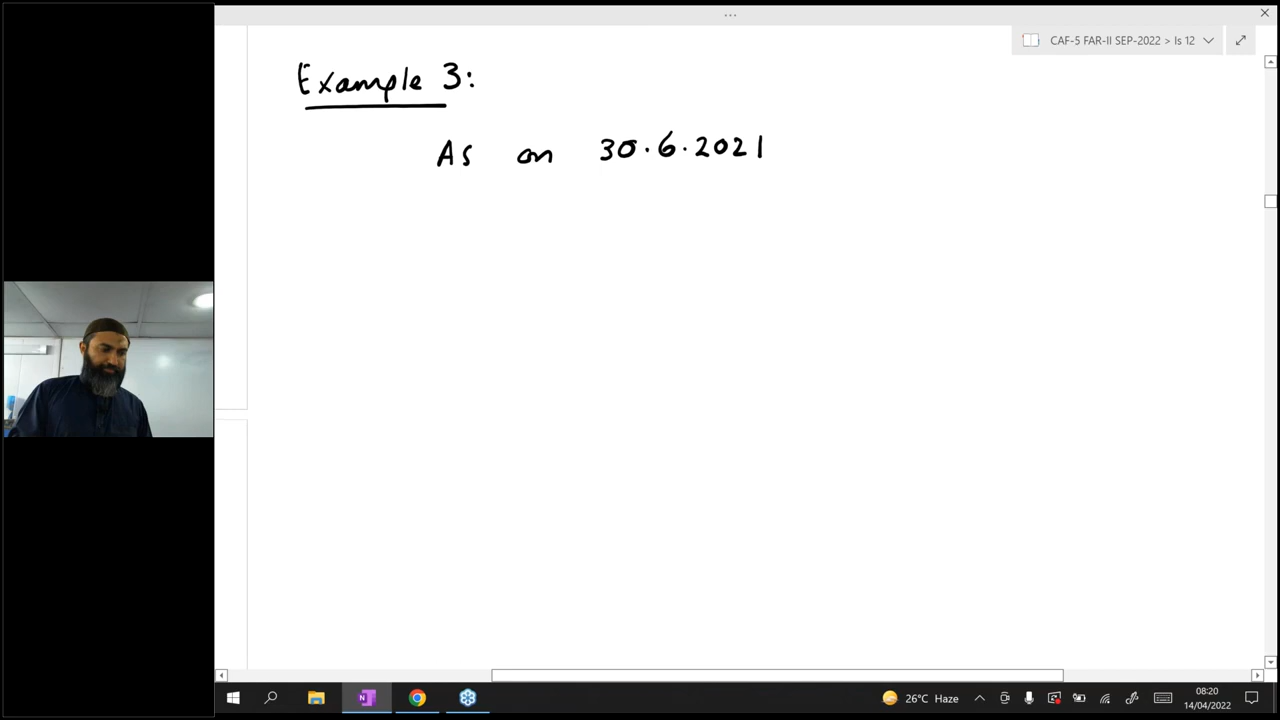 CAF-5 FAR-II SEP-2022 > Is 12
Example 3:
As on 30.6.2021
26°C Haze
08:20
14/04/2022